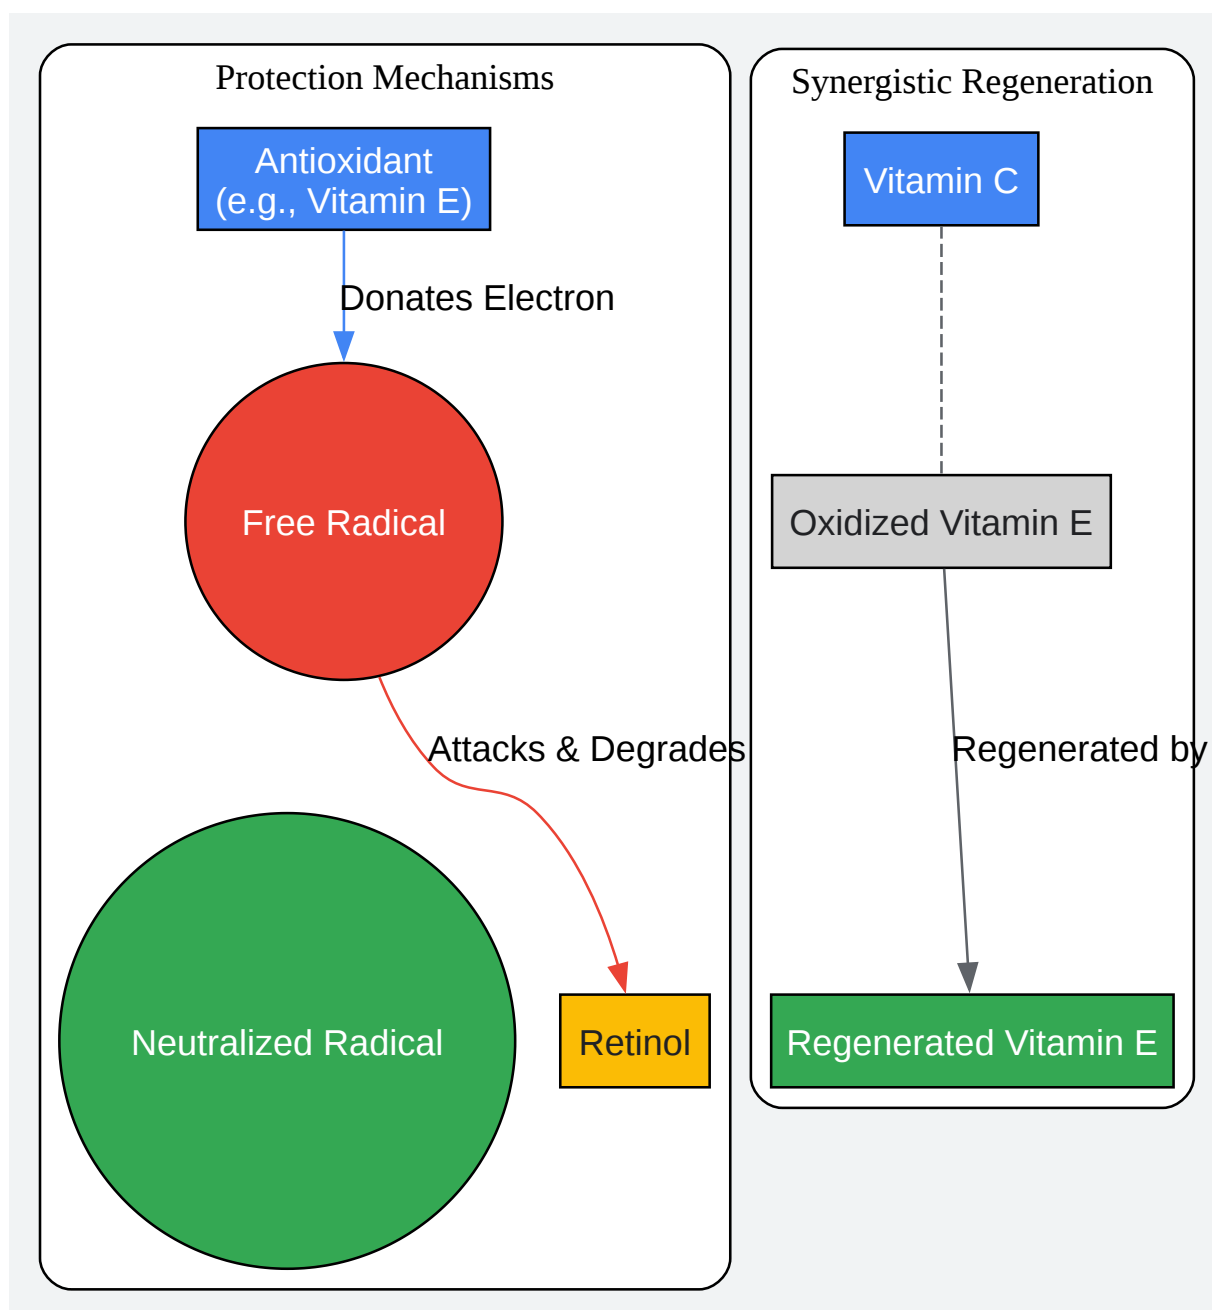 Protection Mechanisms
Antioxidant
(e.g., Vitamin E)
Donates Electron
Free Radical
Attacks & Degrades
Neutralized Radical
Retinol
Synergistic Regeneration
Vitamin C
Oxidized Vitamin E
Regenerated by
Regenerated Vitamin E